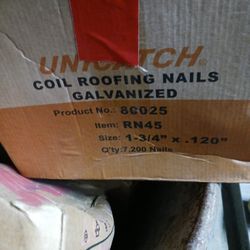 UNICATCH®
COIL ROOFING NAILS
GALVANIZED
Product No.: 86025
Item: RN45
Size: 1-3/4" x .120"
Q'ty: 7,200 Nails